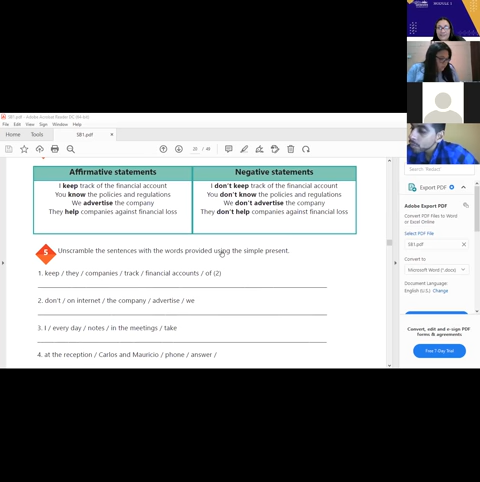 MODULE 1
SB1.pdf - Adobe Acrobat Reader DC (64-bit)
File Edit View Sign Window Help
Home Tools SB1.pdf ×
20 / 49
Search 'Redact'
Export PDF
Adobe Export PDF
Convert PDF Files to Word
or Excel Online
Select PDF File
SB1.pdf ×
Convert to
Microsoft Word (*.docx)
Document Language:
English (U.S.) Change
Convert, edit and e-sign PDF
forms & agreements
Free 7-Day Trial
Affirmative statements Negative statements
I keep track of the financial account I don't keep track of the financial account
You know the policies and regulations You don't know the policies and regulations
We advertise the company We don't advertise the company
They help companies against financial loss They don't help companies against financial loss
5 Unscramble the sentences with the words provided using the simple present.
1. keep / they / companies / track / financial accounts / of (2)
2. don't / on internet / the company / advertise / we
3. I / every day / notes / in the meetings / take
4. at the reception / Carlos and Mauricio / phone / answer /